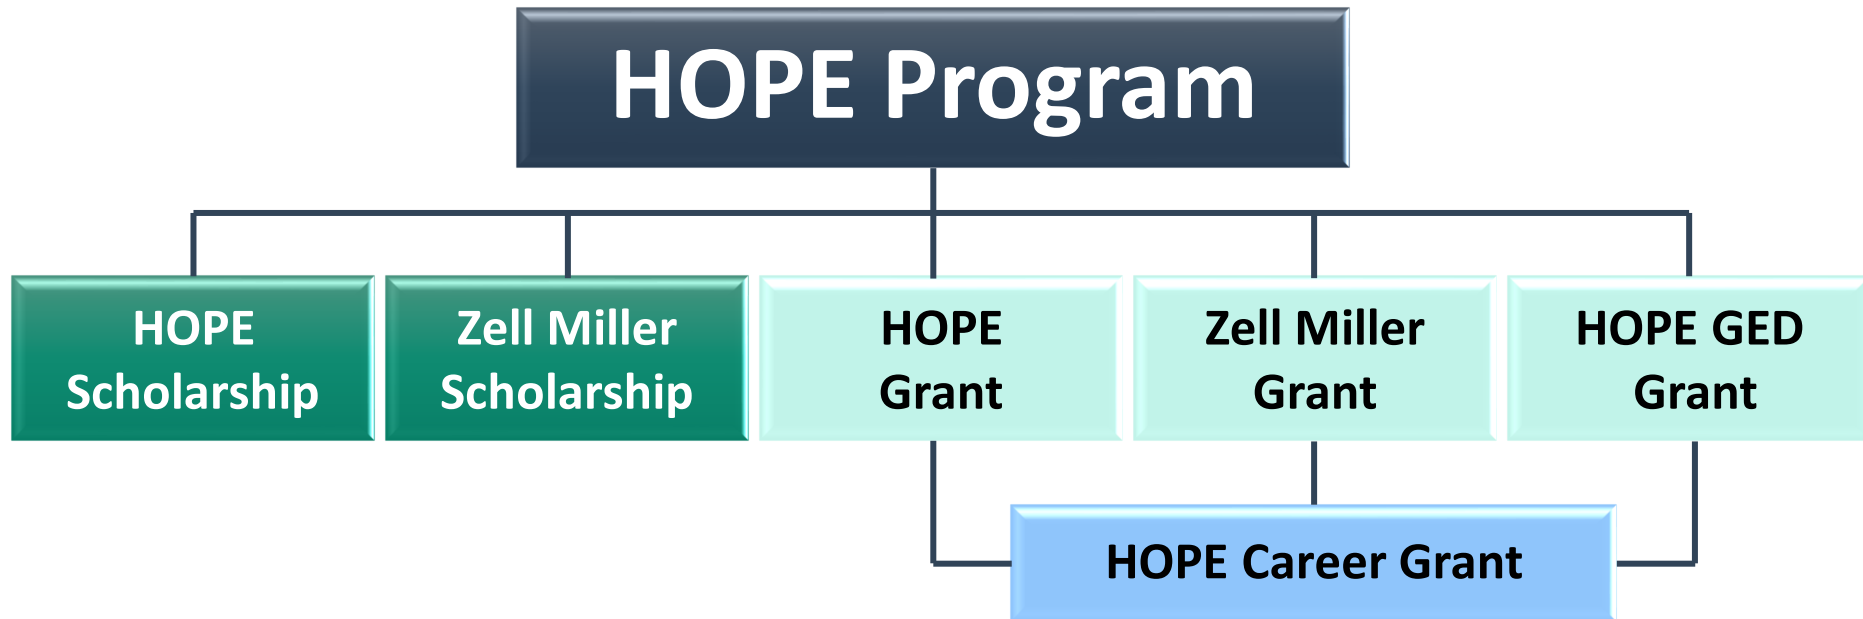 HOPE Program
HOPE
Scholarship
Zell Miller
Scholarship
HOPE
Grant
Zell Miller
Grant
HOPE GED
Grant
HOPE Career Grant